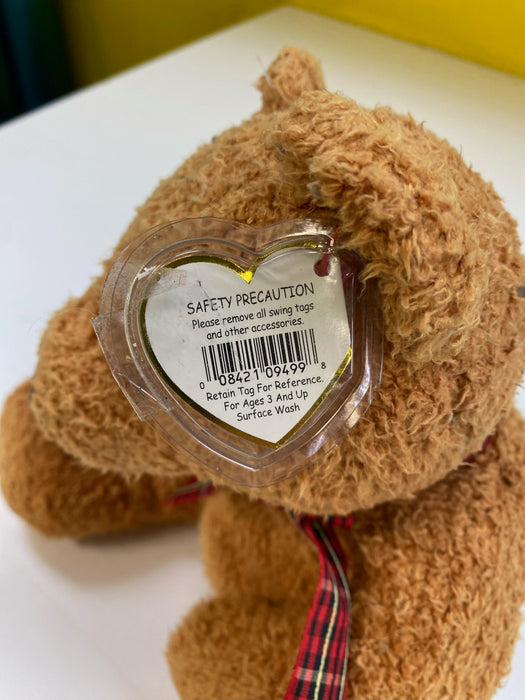 SAFETY PRECAUTION
Please remove all swing tags
and other accessories.
0 08421 09499 8
Retain Tag For Reference.
For Ages 3 And Up
Surface Wash